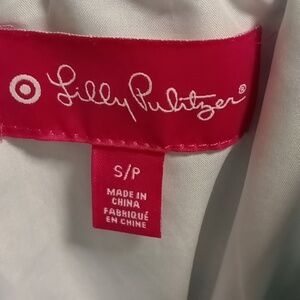 Lilly Pulitzer®
S/P
MADE IN
CHINA
FABRIQUÉ
EN CHINE